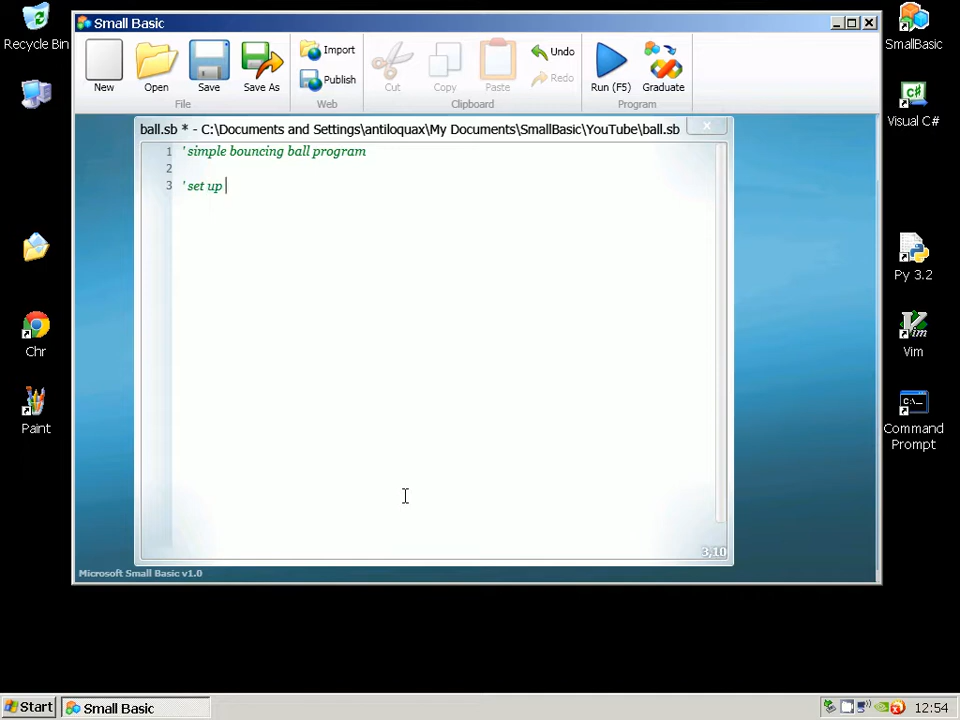 Recycle Bin
Small Basic
SmallBasic
New
Open
Save
Save As
File
Import
Publish
Web
Cut
Copy
Paste
Undo
Redo
Clipboard
Run (F5)
Graduate
Program
C#
Visual C#
ball.sb * - C:\Documents and Settings\antiloquax\My Documents\SmallBasic\YouTube\ball.sb
X
1 ' simple bouncing ball program
2
3 ' set up
Py 3.2
Chr
Vim
Vim
Paint
C:\_
Command
Prompt
3,10
Microsoft Small Basic v1.0
Start
Small Basic
12:54